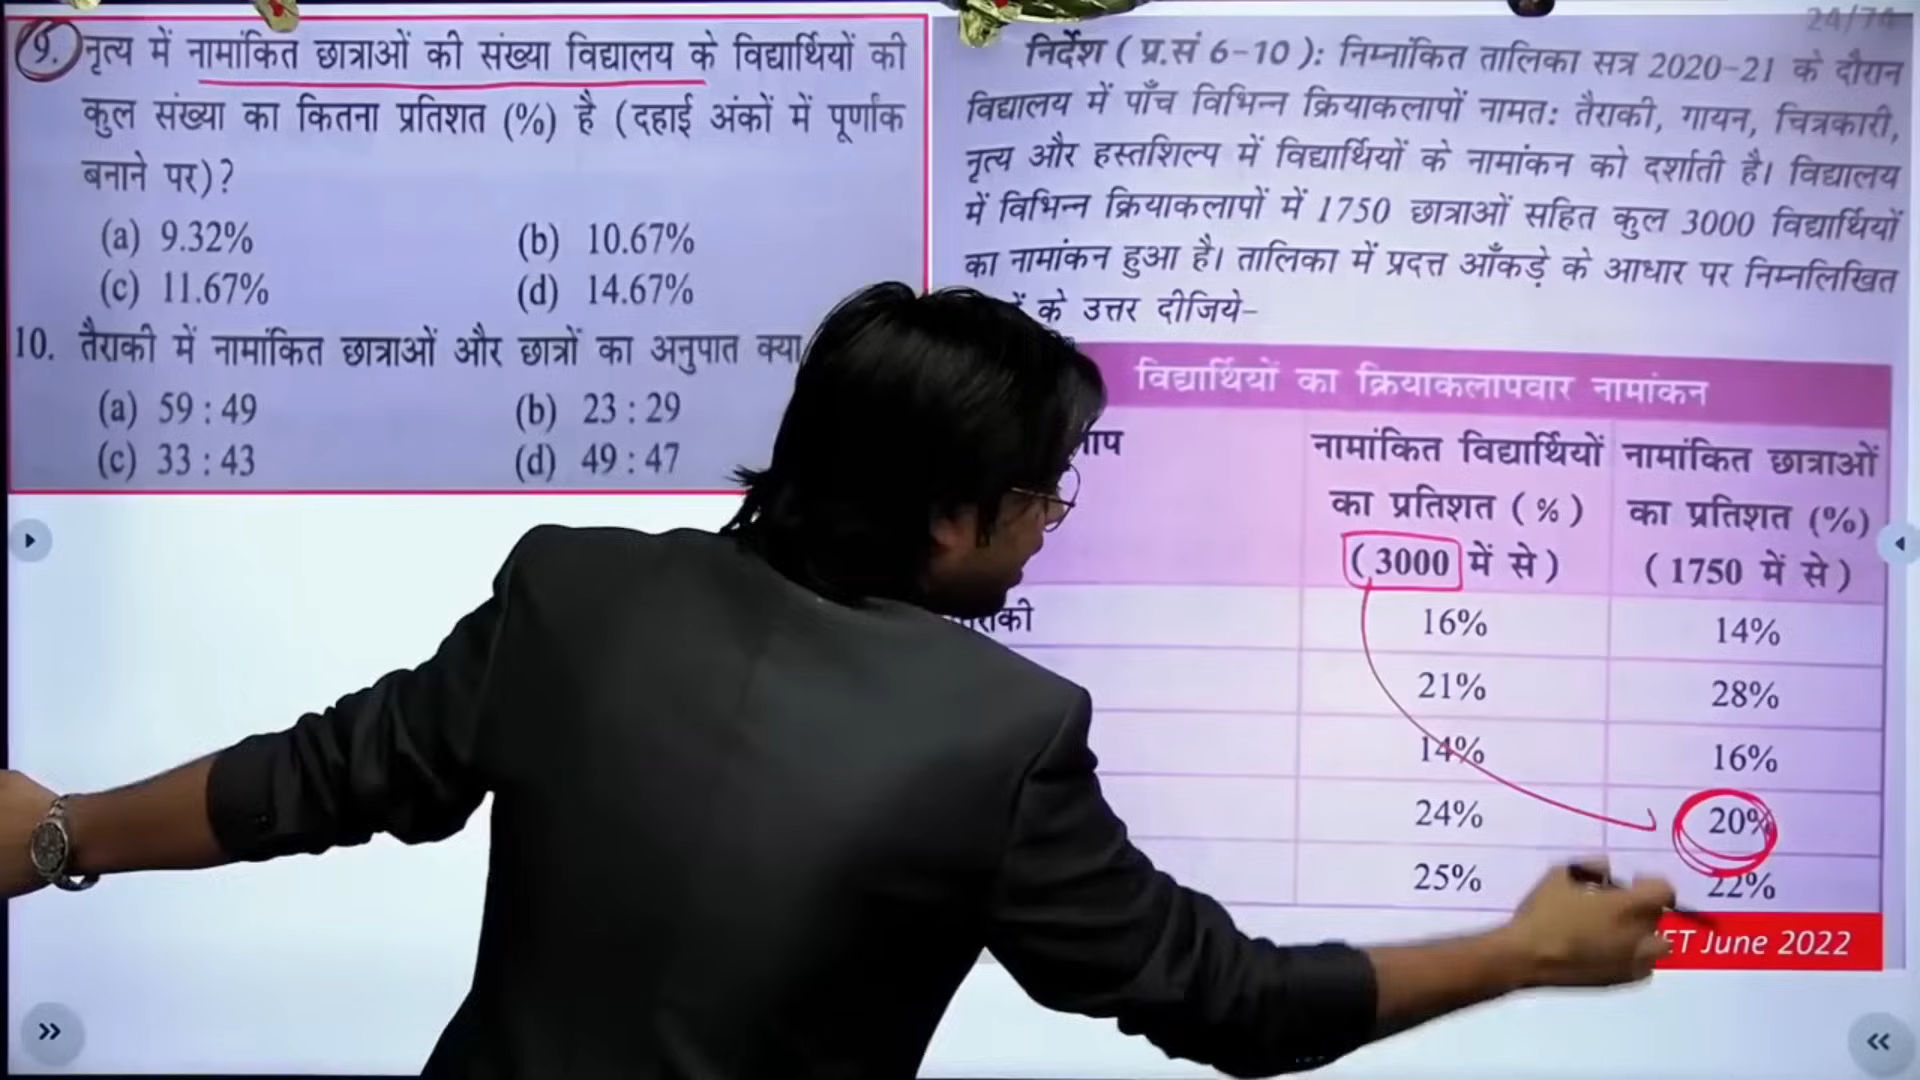 24/74
9. नृत्य में नामांकित छात्राओं की संख्या विद्यालय के विद्यार्थियों की
कुल संख्या का कितना प्रतिशत (%) है (दहाई अंकों में पूर्णांक
बनाने पर)?
(a) 9.32% (b) 10.67%
(c) 11.67% (d) 14.67%
10. तैराकी में नामांकित छात्राओं और छात्रों का अनुपात क्या
(a) 59 : 49 (b) 23 : 29
(c) 33 : 43 (d) 49 : 47
निर्देश ( प्र.सं 6-10 ): निम्नांकित तालिका सत्र 2020-21 के दौरान
विद्यालय में पाँच विभिन्न क्रियाकलापों नामतः तैराकी, गायन, चित्रकारी,
नृत्य और हस्तशिल्प में विद्यार्थियों के नामांकन को दर्शाती है। विद्यालय
में विभिन्न क्रियाकलापों में 1750 छात्राओं सहित कुल 3000 विद्यार्थियों
का नामांकन हुआ है। तालिका में प्रदत्त आँकड़े के आधार पर निम्नलिखित
के उत्तर दीजिये-
विद्यार्थियों का क्रियाकलापवार नामांकन
नामांकित विद्यार्थियों नामांकित छात्राओं
का प्रतिशत ( % ) का प्रतिशत (%)
( 3000 में से ) ( 1750 में से )
16% 14%
21% 28%
14% 16%
24% 20%
25% 22%
June 2022